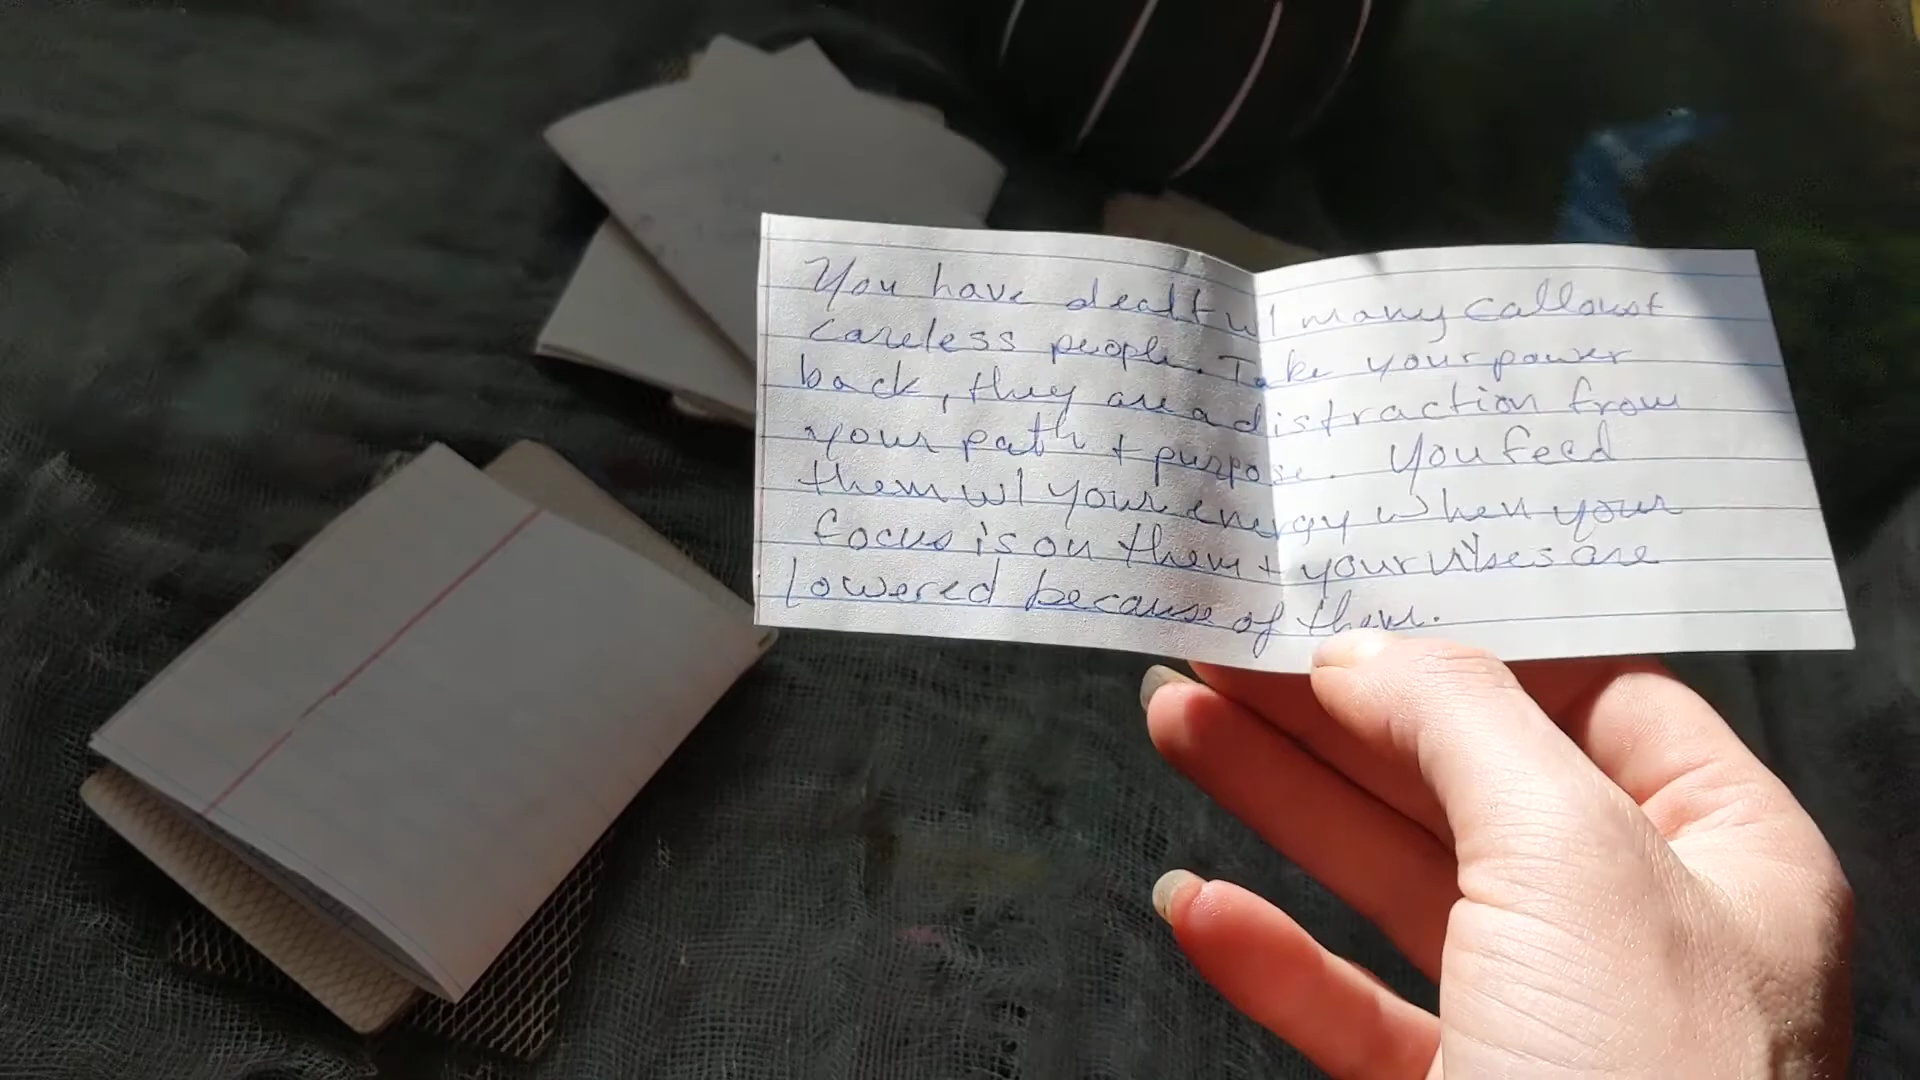 You have dealt w/ many callous +
careless people. Take your power
back, they are a distraction from
your path + purpose. You feed
them w/ your energy when your
focus is on them + your vibes are
lowered because of them.